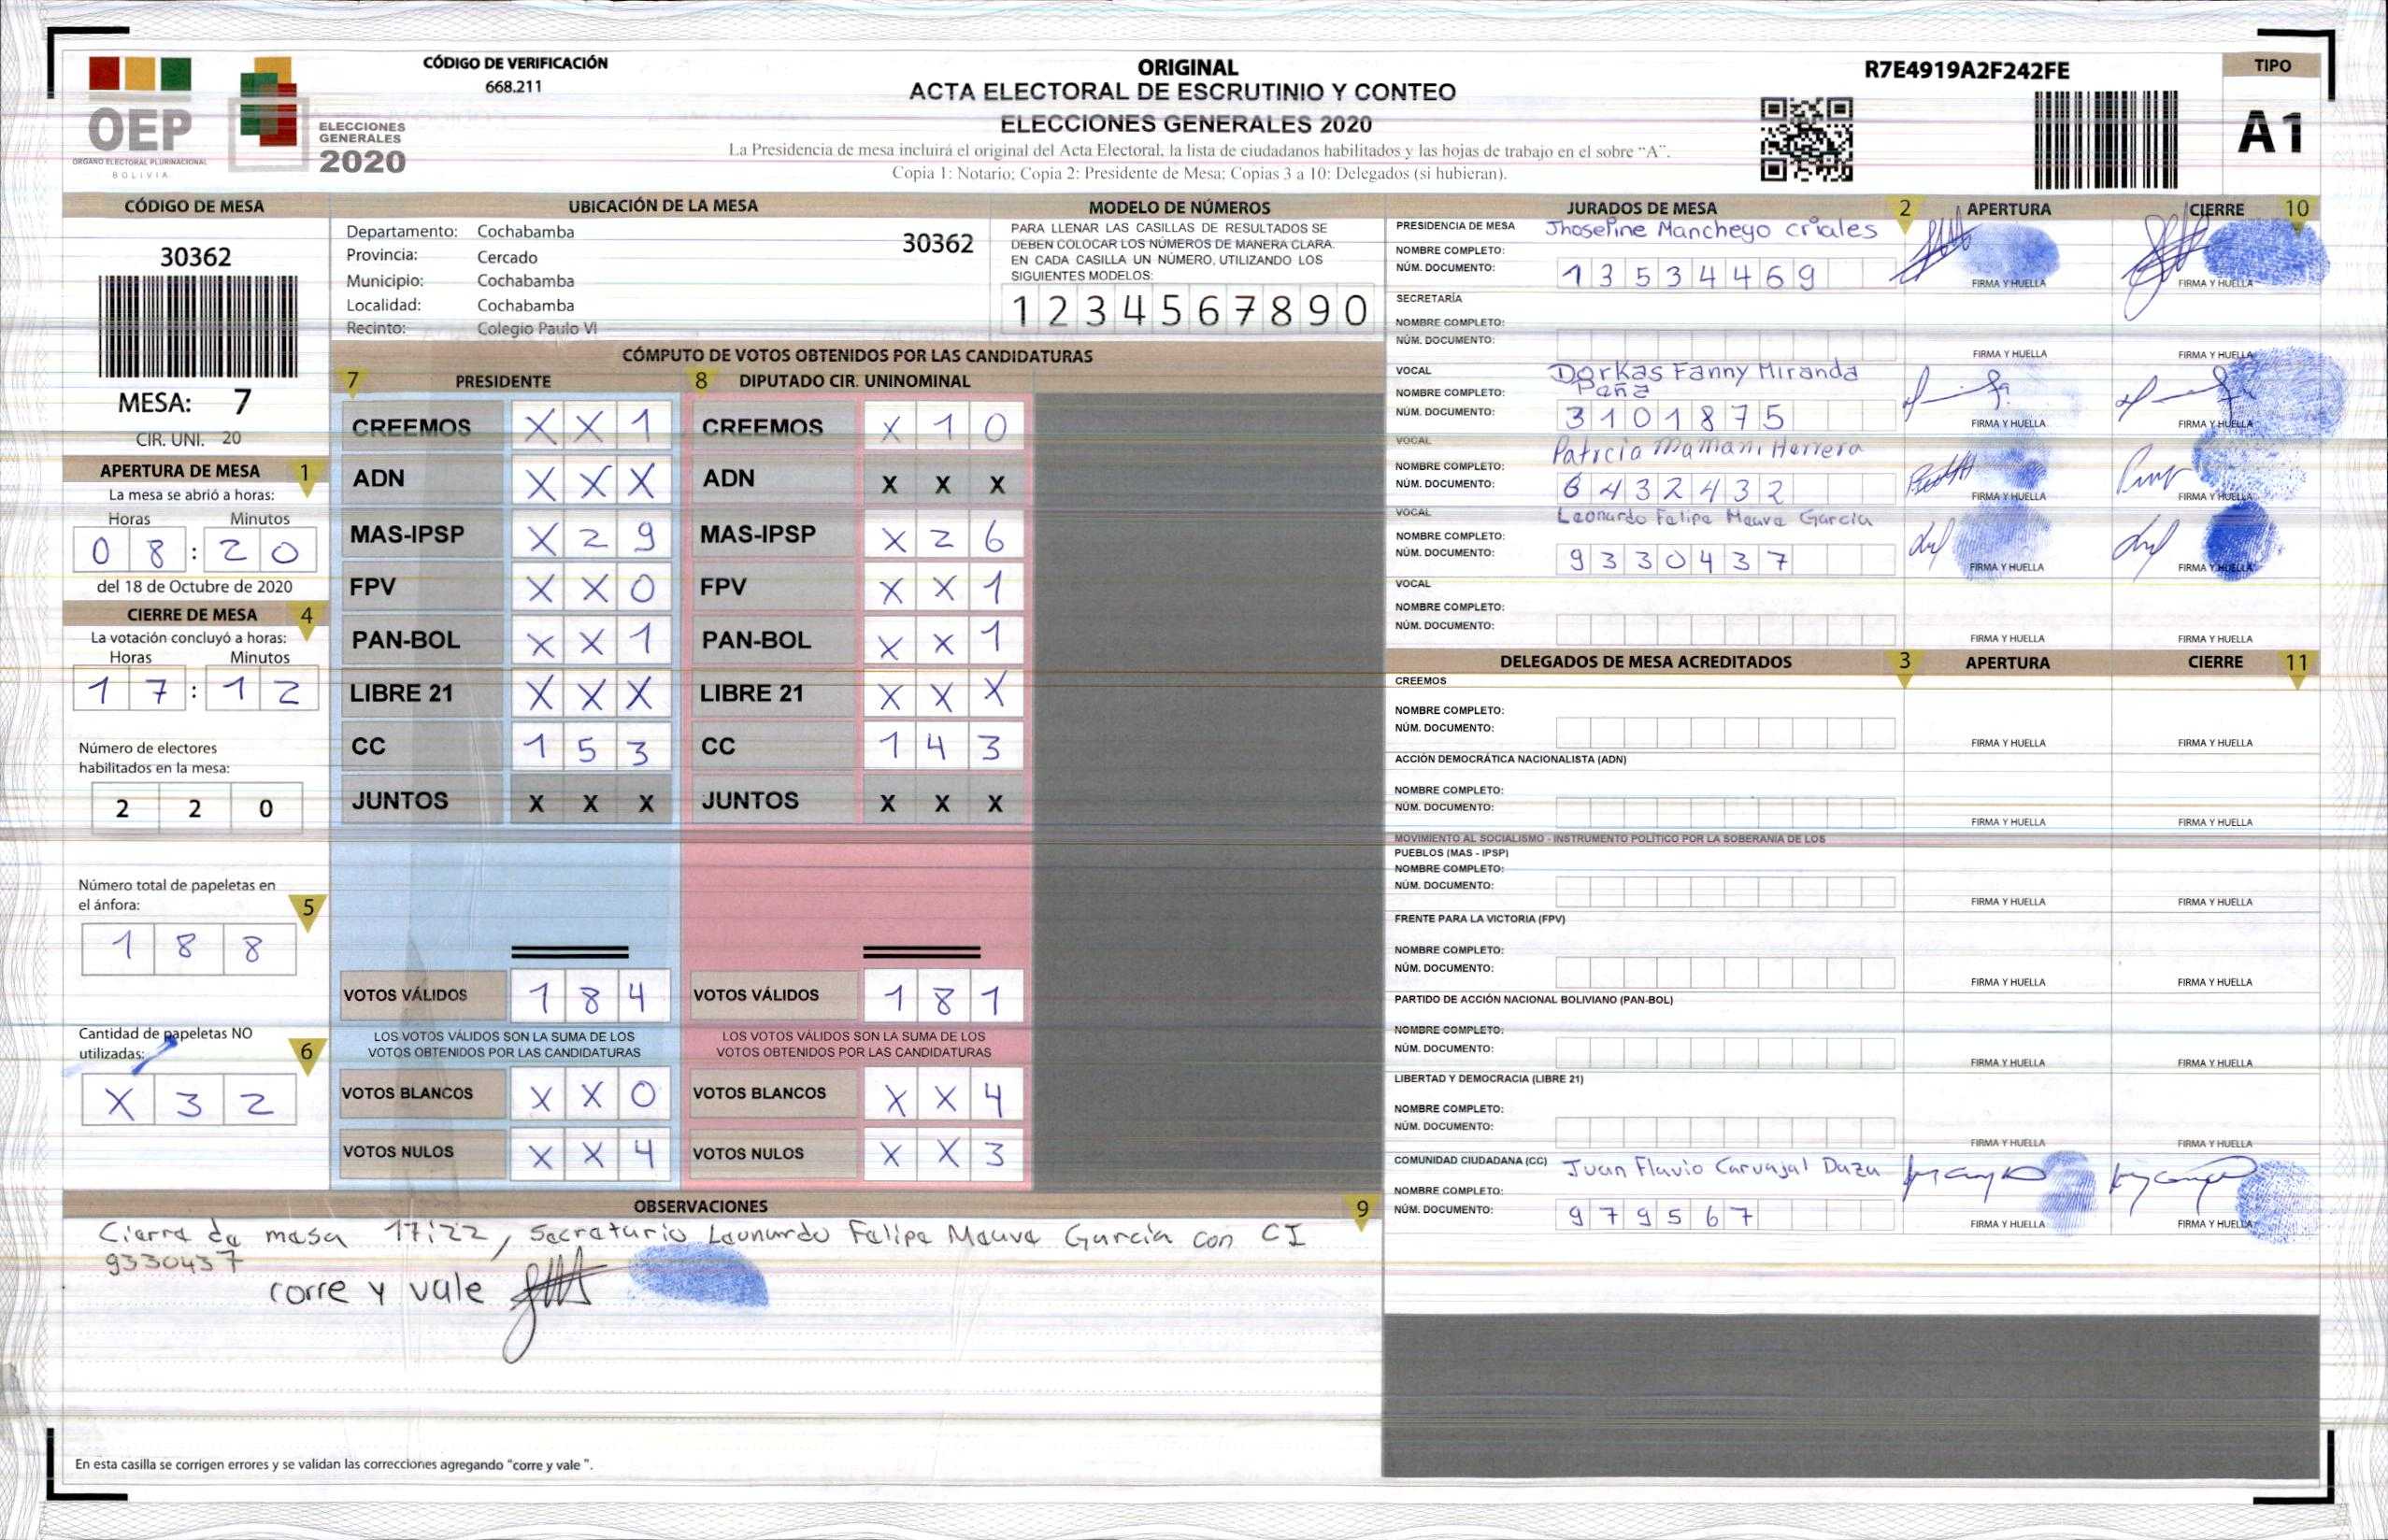 OEP
ÓRGANO ELECTORAL PLURINACIONAL
BOLIVIA
ELECCIONES
GENERALES
2020
CÓDIGO DE VERIFICACIÓN
668.211
ORIGINAL
ACTA ELECTORAL DE ESCRUTINIO Y CONTEO
ELECCIONES GENERALES 2020
La Presidencia de mesa incluirá el original del Acta Electoral, la lista de ciudadanos habilitados y las hojas de trabajo en el sobre "A".
Copia 1: Notario; Copia 2: Presidente de Mesa; Copias 3 a 10: Delegados (si hubieran).
R7E4919A2F242FE
TIPO
A1
CÓDIGO DE MESA
30362
MESA: 7
CIR. UNI. 20
APERTURA DE MESA 1
La mesa se abrió a horas:
Horas Minutos
0 8 : 2 0
del 18 de Octubre de 2020
CIERRE DE MESA 4
La votación concluyó a horas:
Horas Minutos
1 7 : 1 2
Número de electores
habilitados en la mesa:
2 2 0
Número total de papeletas en
el ánfora: 5
1 8 8
Cantidad de papeletas NO
utilizadas: 6
X 3 2
UBICACIÓN DE LA MESA
Departamento: Cochabamba
30362
Provincia: Cercado
Municipio: Cochabamba
Localidad: Cochabamba
Recinto: Colegio Paulo VI
MODELO DE NÚMEROS
PARA LLENAR LAS CASILLAS DE RESULTADOS SE
DEBEN COLOCAR LOS NÚMEROS DE MANERA CLARA.
EN CADA CASILLA UN NÚMERO, UTILIZANDO LOS
SIGUIENTES MODELOS:
1 2 3 4 5 6 7 8 9 0
CÓMPUTO DE VOTOS OBTENIDOS POR LAS CANDIDATURAS
7 PRESIDENTE 8 DIPUTADO CIR. UNINOMINAL
CREEMOS X X 1 CREEMOS X 1 0
ADN X X X ADN X X X
MAS-IPSP X 2 9 MAS-IPSP X 2 6
FPV X X 0 FPV X X 1
PAN-BOL X X 1 PAN-BOL X X 1
LIBRE 21 X X X LIBRE 21 X X X
CC 1 5 3 CC 1 4 3
JUNTOS X X X JUNTOS X X X
VOTOS VÁLIDOS 1 8 4 VOTOS VÁLIDOS 1 8 1
LOS VOTOS VÁLIDOS SON LA SUMA DE LOS LOS VOTOS VÁLIDOS SON LA SUMA DE LOS
VOTOS OBTENIDOS POR LAS CANDIDATURAS VOTOS OBTENIDOS POR LAS CANDIDATURAS
VOTOS BLANCOS X X 0 VOTOS BLANCOS X X 4
VOTOS NULOS X X 4 VOTOS NULOS X X 3
JURADOS DE MESA 2 APERTURA CIERRE 10
PRESIDENCIA DE MESA Jhoseline Manchego criales
NOMBRE COMPLETO:
NÚM. DOCUMENTO: 1 3 5 3 4 4 6 9 FIRMA Y HUELLA FIRMA Y HUELLA
SECRETARÍA
NOMBRE COMPLETO:
NÚM. DOCUMENTO: FIRMA Y HUELLA FIRMA Y HUELLA
VOCAL Dorkas Fanny Miranda
NOMBRE COMPLETO: Peña
NÚM. DOCUMENTO: 3 1 0 1 8 7 5 FIRMA Y HUELLA FIRMA Y HUELLA
VOCAL Patrcia Mamani Herrera
NOMBRE COMPLETO:
NÚM. DOCUMENTO: 6 4 3 2 4 3 2 FIRMA Y HUELLA FIRMA Y HUELLA
VOCAL Leonardo Felipe Mauve Garcia
NOMBRE COMPLETO:
NÚM. DOCUMENTO: 9 3 3 0 4 3 7 FIRMA Y HUELLA FIRMA Y HUELLA
VOCAL
NOMBRE COMPLETO:
NÚM. DOCUMENTO: FIRMA Y HUELLA FIRMA Y HUELLA
DELEGADOS DE MESA ACREDITADOS 3 APERTURA CIERRE 11
CREEMOS
NOMBRE COMPLETO:
NÚM. DOCUMENTO: FIRMA Y HUELLA FIRMA Y HUELLA
ACCIÓN DEMOCRÁTICA NACIONALISTA (ADN)
NOMBRE COMPLETO:
NÚM. DOCUMENTO: FIRMA Y HUELLA FIRMA Y HUELLA
MOVIMIENTO AL SOCIALISMO - INSTRUMENTO POLÍTICO POR LA SOBERANIA DE LOS
PUEBLOS (MAS - IPSP)
NOMBRE COMPLETO:
NÚM. DOCUMENTO: FIRMA Y HUELLA FIRMA Y HUELLA
FRENTE PARA LA VICTORIA (FPV)
NOMBRE COMPLETO:
NÚM. DOCUMENTO: FIRMA Y HUELLA FIRMA Y HUELLA
PARTIDO DE ACCIÓN NACIONAL BOLIVIANO (PAN-BOL)
NOMBRE COMPLETO:
NÚM. DOCUMENTO: FIRMA Y HUELLA FIRMA Y HUELLA
LIBERTAD Y DEMOCRACIA (LIBRE 21)
NOMBRE COMPLETO:
NÚM. DOCUMENTO: FIRMA Y HUELLA FIRMA Y HUELLA
COMUNIDAD CIUDADANA (CC) Juan Flavio Carvajal Daza
NOMBRE COMPLETO:
NÚM. DOCUMENTO: 9 7 9 5 6 7 FIRMA Y HUELLA FIRMA Y HUELLA
OBSERVACIONES 9
Cierre de mesa 17:22, Secretario Leonardo Felipe Mauve García con CI
9330437
corre y vale
En esta casilla se corrigen errores y se validan las correcciones agregando "corre y vale ".